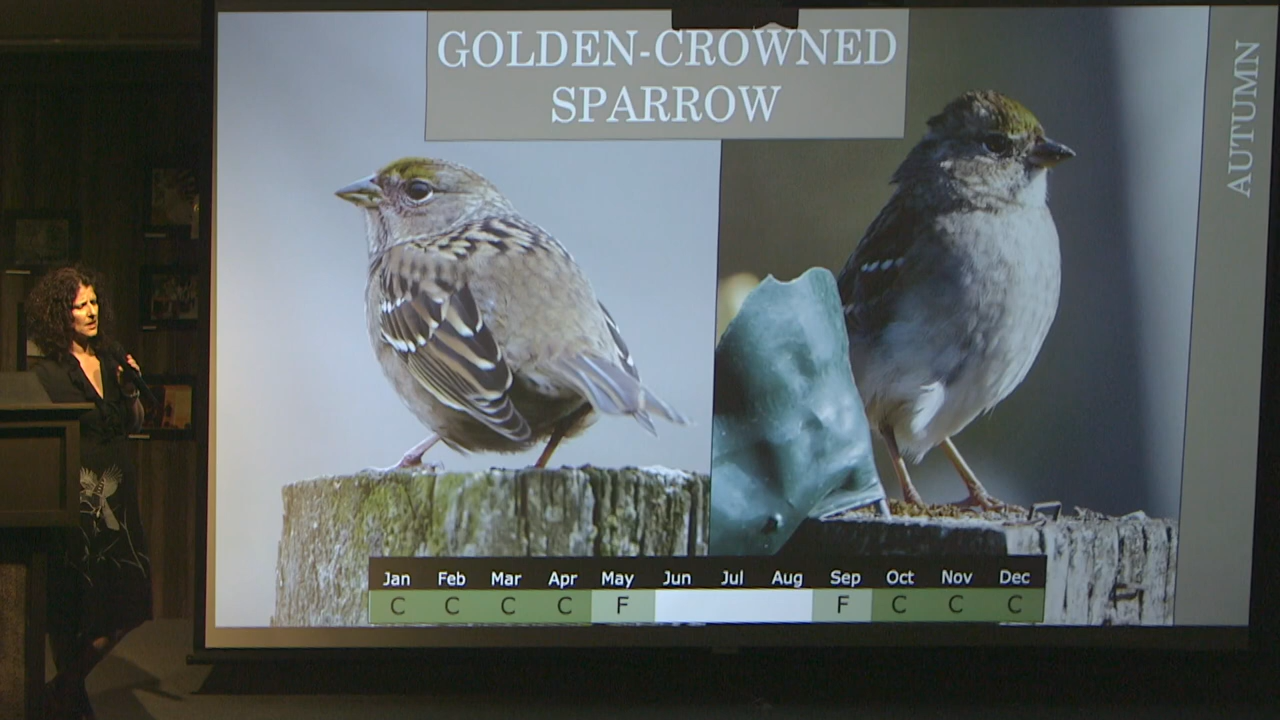 GOLDEN-CROWNED
SPARROW
AUTUMN
Jan Feb Mar Apr May Jun Jul Aug Sep Oct Nov Dec
C C C C F F C C C